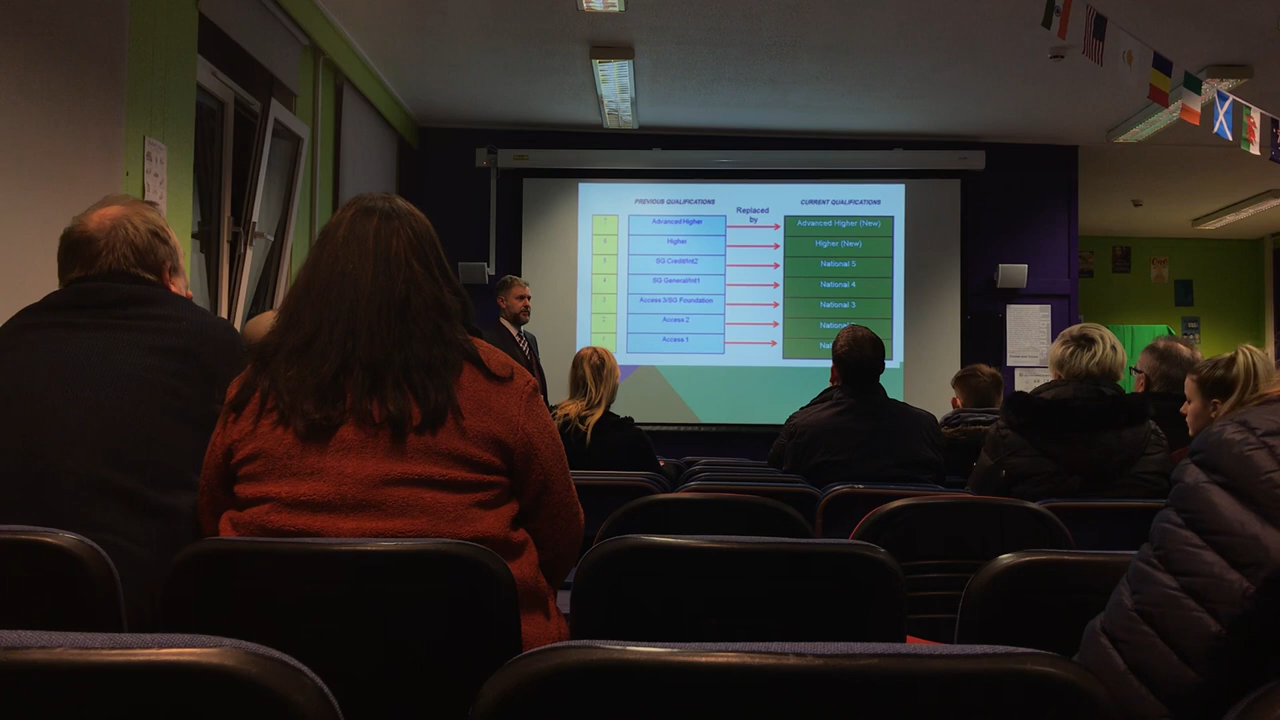 PREVIOUS QUALIFICATIONS
Replaced by
CURRENT QUALIFICATIONS
7 Advanced Higher Advanced Higher (New)
6 Higher Higher (New)
5 SG Credit/Int2 National 5
4 SG General/Int1 National 4
3 Access 3/SG Foundation National 3
2 Access 2
1 Access 1